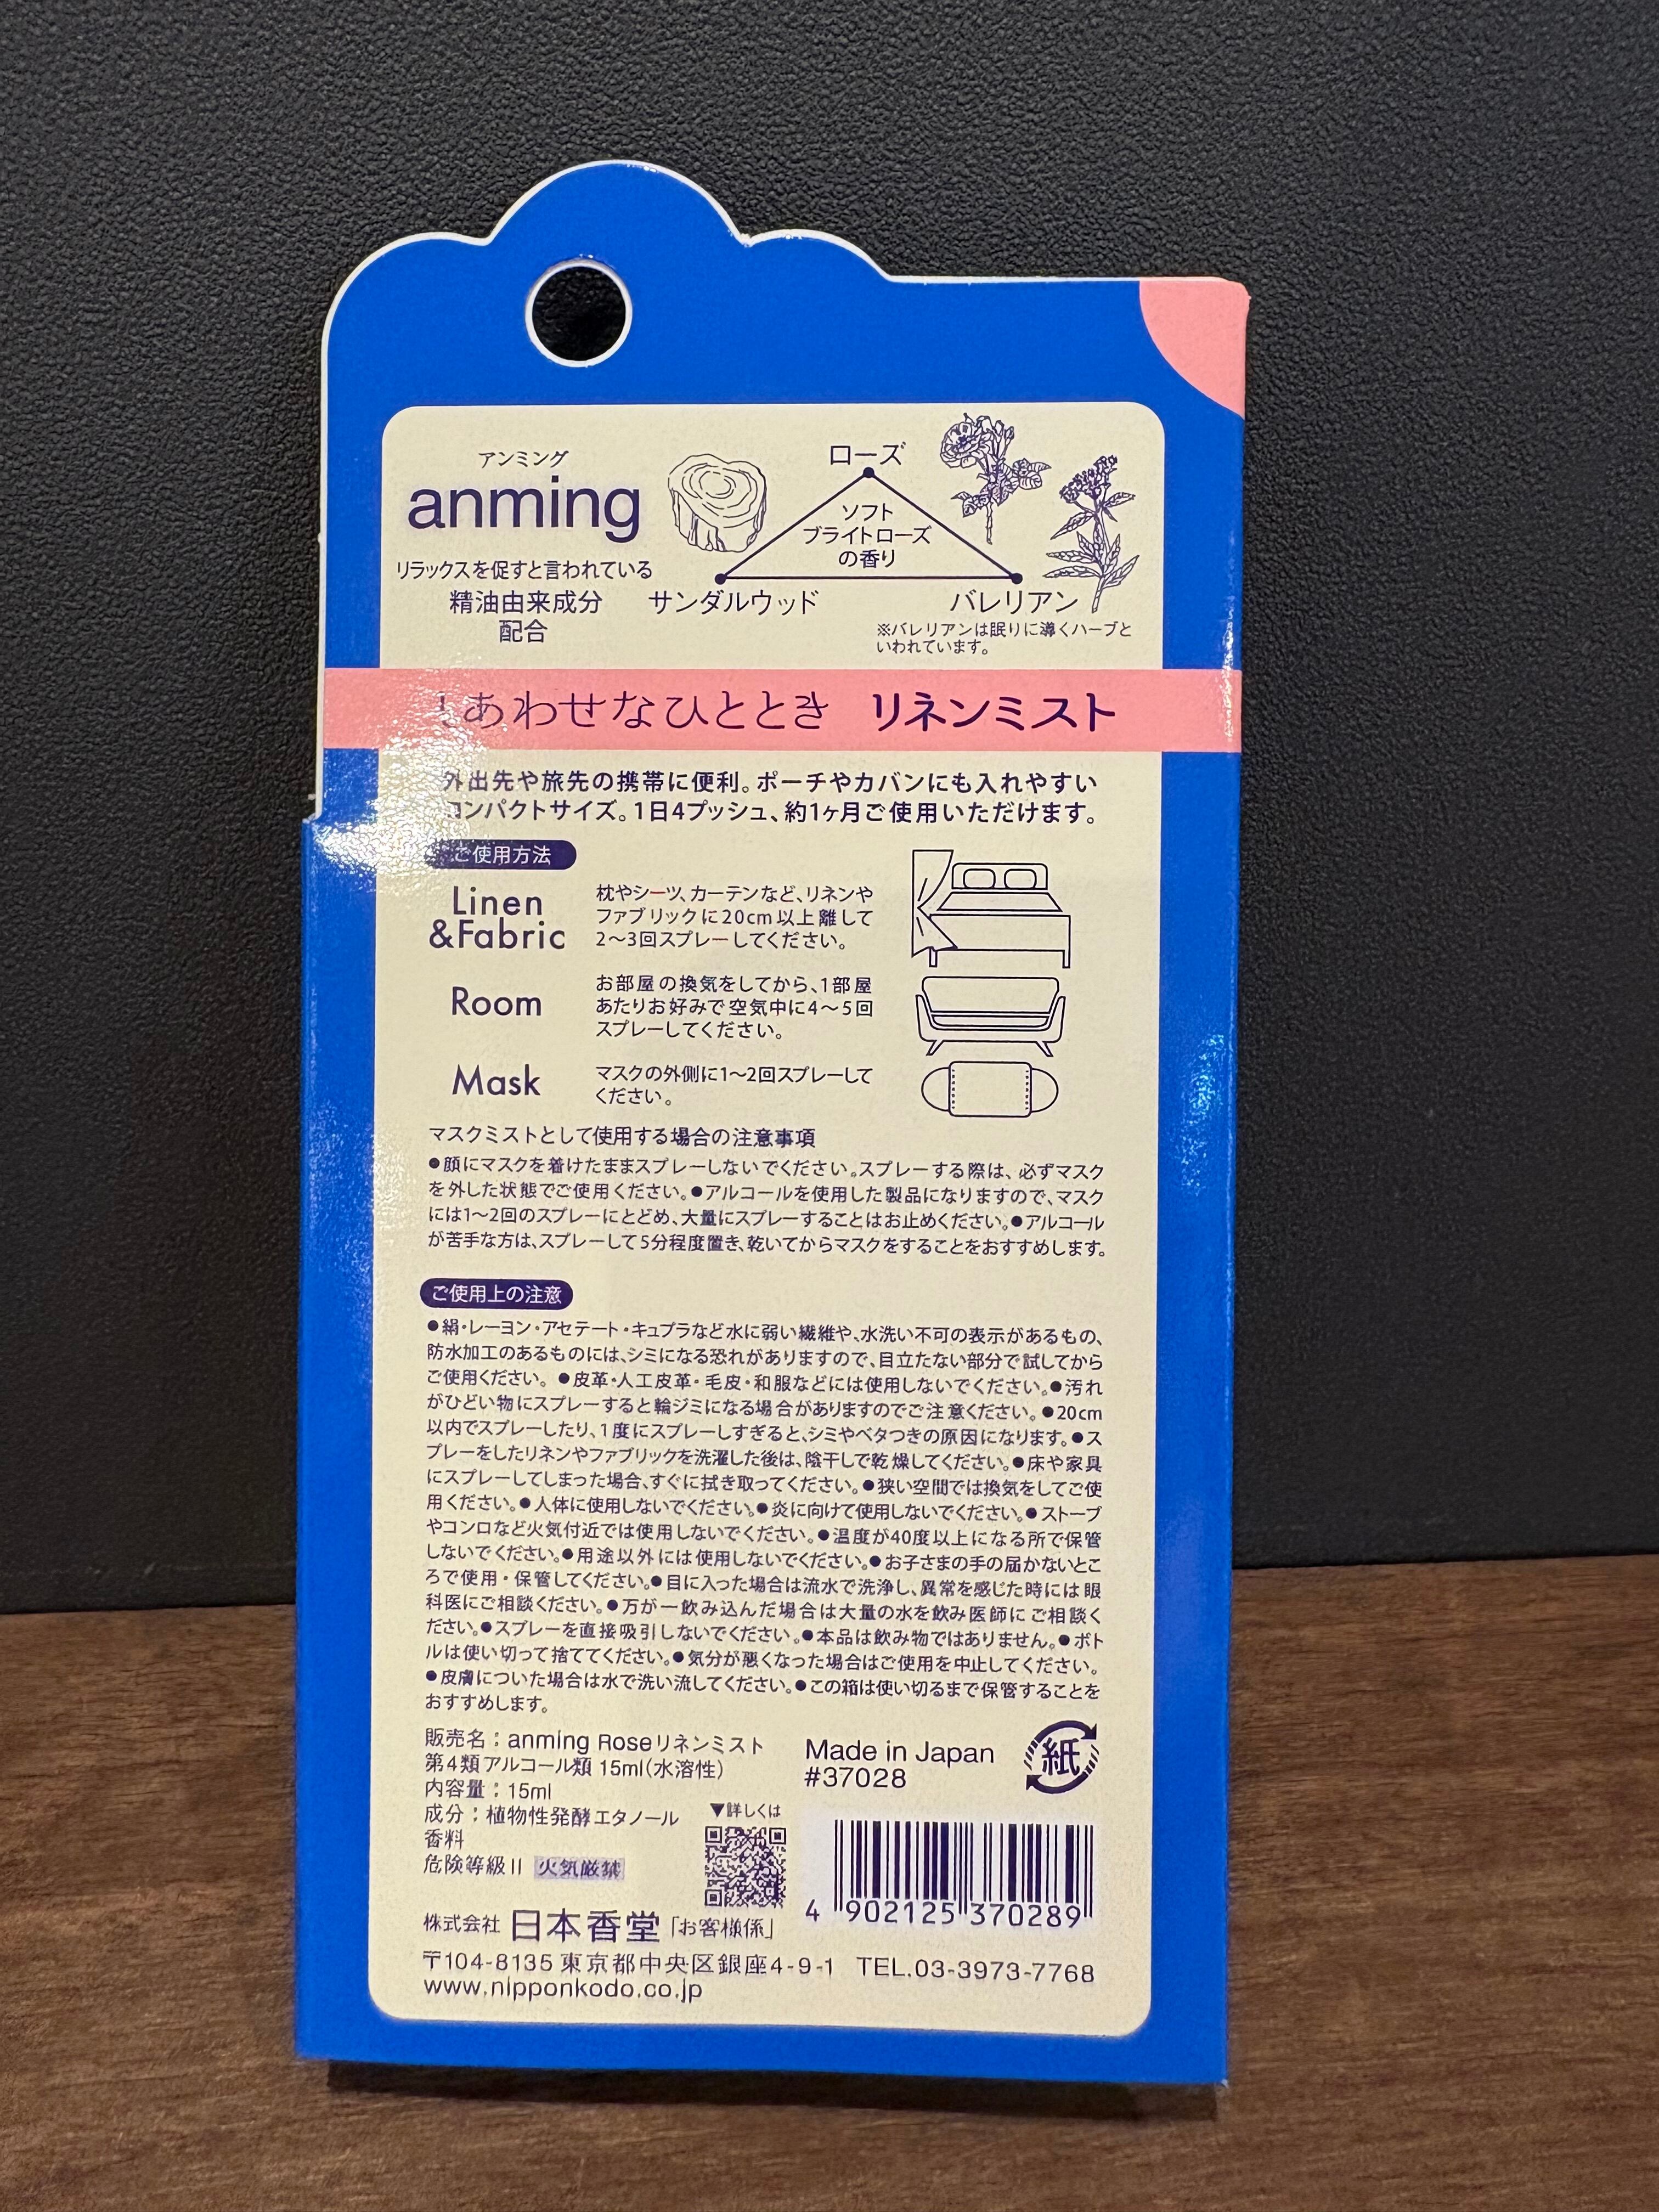 アンミング
anming
リラックスを促すと言われている
精油由来成分
配合
ローズ
ソフト
ブライトローズ
の香り
サンダルウッド
バレリアン
※バレリアンは眠りに導くハーブと
いわれています。
しあわせなひととき リネンミスト
外出先や旅先の携帯に便利。ポーチやカバンにも入れやすい
コンパクトサイズ。1日4プッシュ、約1ヶ月ご使用いただけます。
ご使用方法
Linen
&Fabric
枕やシーツ、カーテンなど、リネンや
ファブリックに20cm以上離して
2〜3回スプレーしてください。
Room
お部屋の換気をしてから、1部屋
あたりお好みで空気中に4〜5回
スプレーしてください。
Mask
マスクの外側に1〜2回スプレーして
ください。
マスクミストとして使用する場合の注意事項
●顔にマスクを着けたままスプレーしないでください。スプレーする際は、必ずマスク
を外した状態でご使用ください。●アルコールを使用した製品になりますので、マスク
には1〜2回のスプレーにとどめ、大量にスプレーすることはお止めください。●アルコール
が苦手な方は、スプレーして5分程度置き、乾いてからマスクをすることをおすすめします。
ご使用上の注意
●絹・レーヨン・アセテート・キュプラなど水に弱い繊維や、水洗い不可の表示があるもの、
防水加工のあるものには、シミになる恐れがありますので、目立たない部分で試してから
ご使用ください。●皮革・人工皮革・毛皮・和服などには使用しないでください。●汚れ
がひどい物にスプレーすると輪ジミになる場合がありますのでご注意ください。●20cm
以内でスプレーしたり、1度にスプレーしすぎると、シミやベタつきの原因になります。●ス
プレーをしたリネンやファブリックを洗濯した後は、陰干しで乾燥してください。●床や家具
にスプレーしてしまった場合、すぐに拭き取ってください。●狭い空間では換気をしてご使
用ください。●人体に使用しないでください。●炎に向けて使用しないでください。●ストーブ
やコンロなど火気付近では使用しないでください。●温度が40度以上になる所で保管
しないでください。●用途以外には使用しないでください。●お子さまの手の届かないとこ
ろで使用・保管してください。●目に入った場合は流水で洗浄し、異常を感じた時には眼
科医にご相談ください。●万が一飲み込んだ場合は大量の水を飲み医師にご相談く
ださい。●スプレーを直接吸引しないでください。●本品は飲み物ではありません。●ボト
ルは使い切って捨ててください。●気分が悪くなった場合はご使用を中止してください。
●皮膚についた場合は水で洗い流してください。●この箱は使い切るまで保管することを
おすすめします。
販売名：anming Roseリネンミスト
第4類アルコール類 15ml(水溶性)
内容量：15ml
成分：植物性発酵エタノール
香料
危険等級II 火気厳禁
▼詳しくは
Made in Japan
#37028
紙
4 902125 370289
株式会社 日本香堂「お客様係」
〒104-8135 東京都中央区銀座4-9-1 TEL.03-3973-7768
www.nipponkodo.co.jp